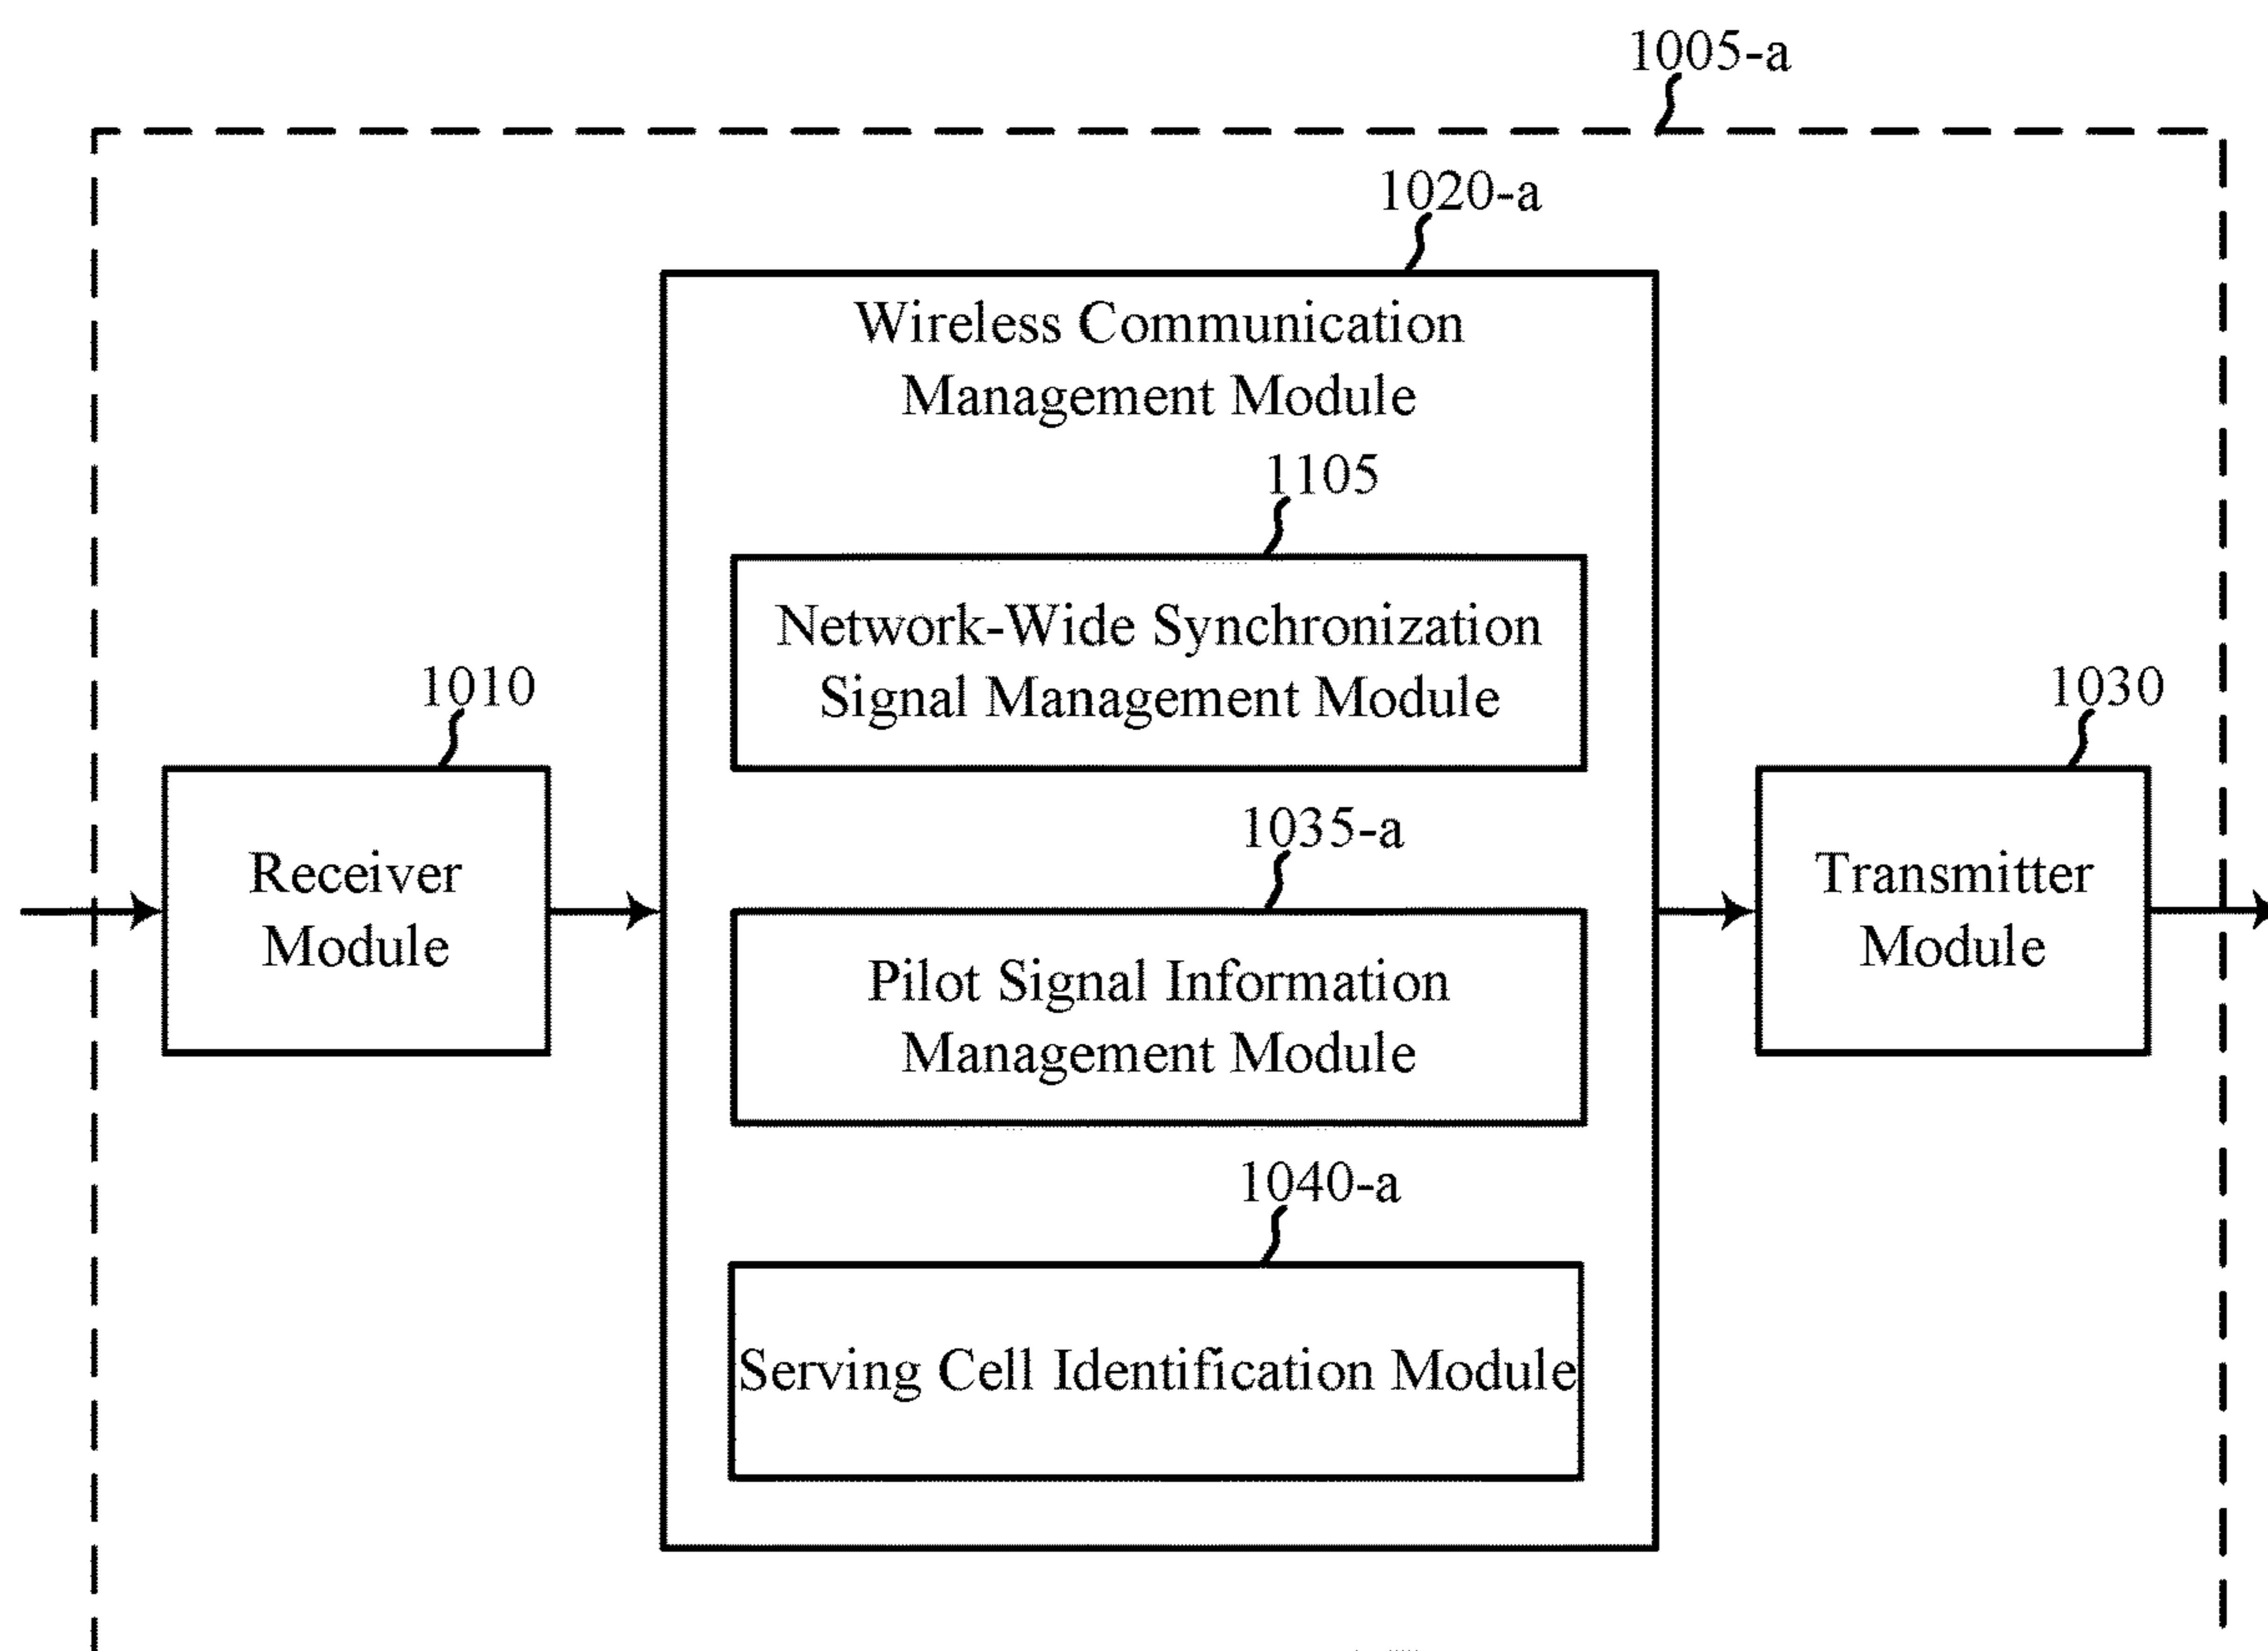 1005-a
1020-a
Wireless Communication
Management Module
1105
Network-Wide Synchronization
Signal Management Module
1010
Receiver
Module
1035-a
Pilot Signal Information
Management Module
1040-a
Serving Cell Identification Module
1030
Transmitter
Module